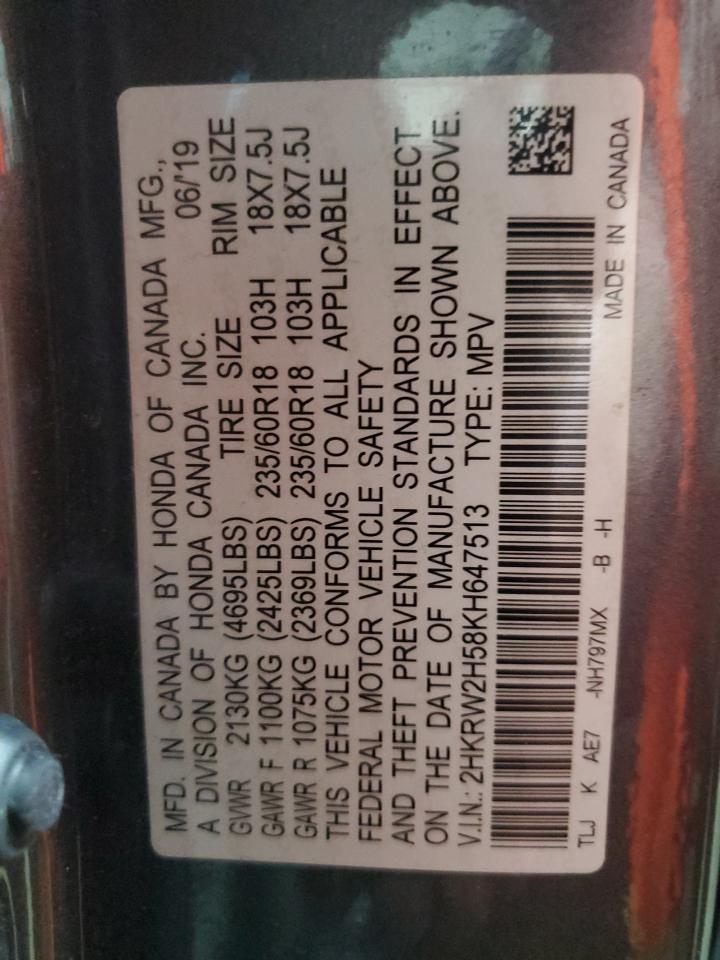 MFD. IN CANADA BY HONDA OF CANADA MFG.,
A DIVISION OF HONDA CANADA INC. 06/'19
GVWR 2130KG (4695LBS) TIRE SIZE RIM SIZE
GAWR F 1100KG (2425LBS) 235/60R18 103H 18X7.5J
GAWR R 1075KG (2369LBS) 235/60R18 103H 18X7.5J
THIS VEHICLE CONFORMS TO ALL APPLICABLE
FEDERAL MOTOR VEHICLE SAFETY
AND THEFT PREVENTION STANDARDS IN EFFECT
ON THE DATE OF MANUFACTURE SHOWN ABOVE.
V.I.N.: 2HKRW2H58KH647513 TYPE: MPV
TLJ K AE7 -NH797MX -B -H MADE IN CANADA